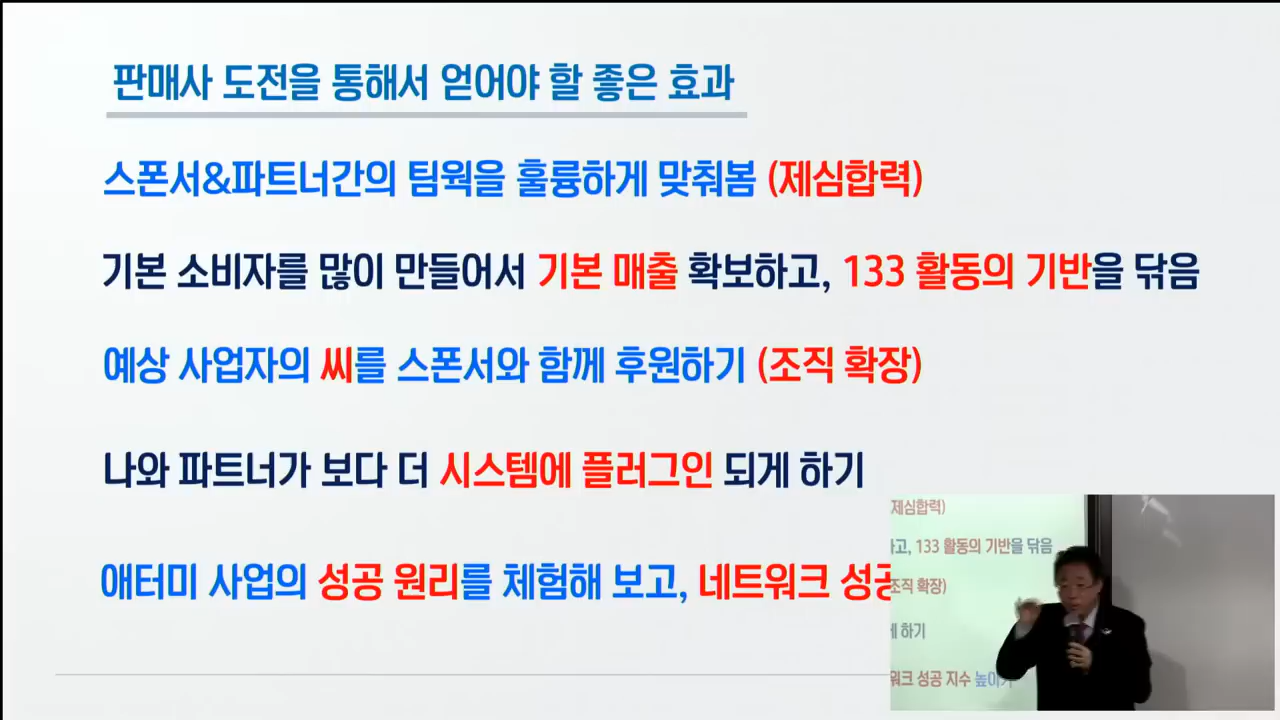 판매사 도전을 통해서 얻어야 할 좋은 효과
스폰서&파트너간의 팀웍을 훌륭하게 맞춰봄 (제심합력)
기본 소비자를 많이 만들어서 기본 매출 확보하고, 133 활동의 기반을 닦음
예상 사업자의 씨를 스폰서와 함께 후원하기 (조직 확장)
나와 파트너가 보다 더 시스템에 플러그인 되게 하기
애터미 사업의 성공 원리를 체험해 보고, 네트워크 성공
제심합력)
고, 133 활동의 기반을 닦음
조직 확장)
하기
워크 성공 지수